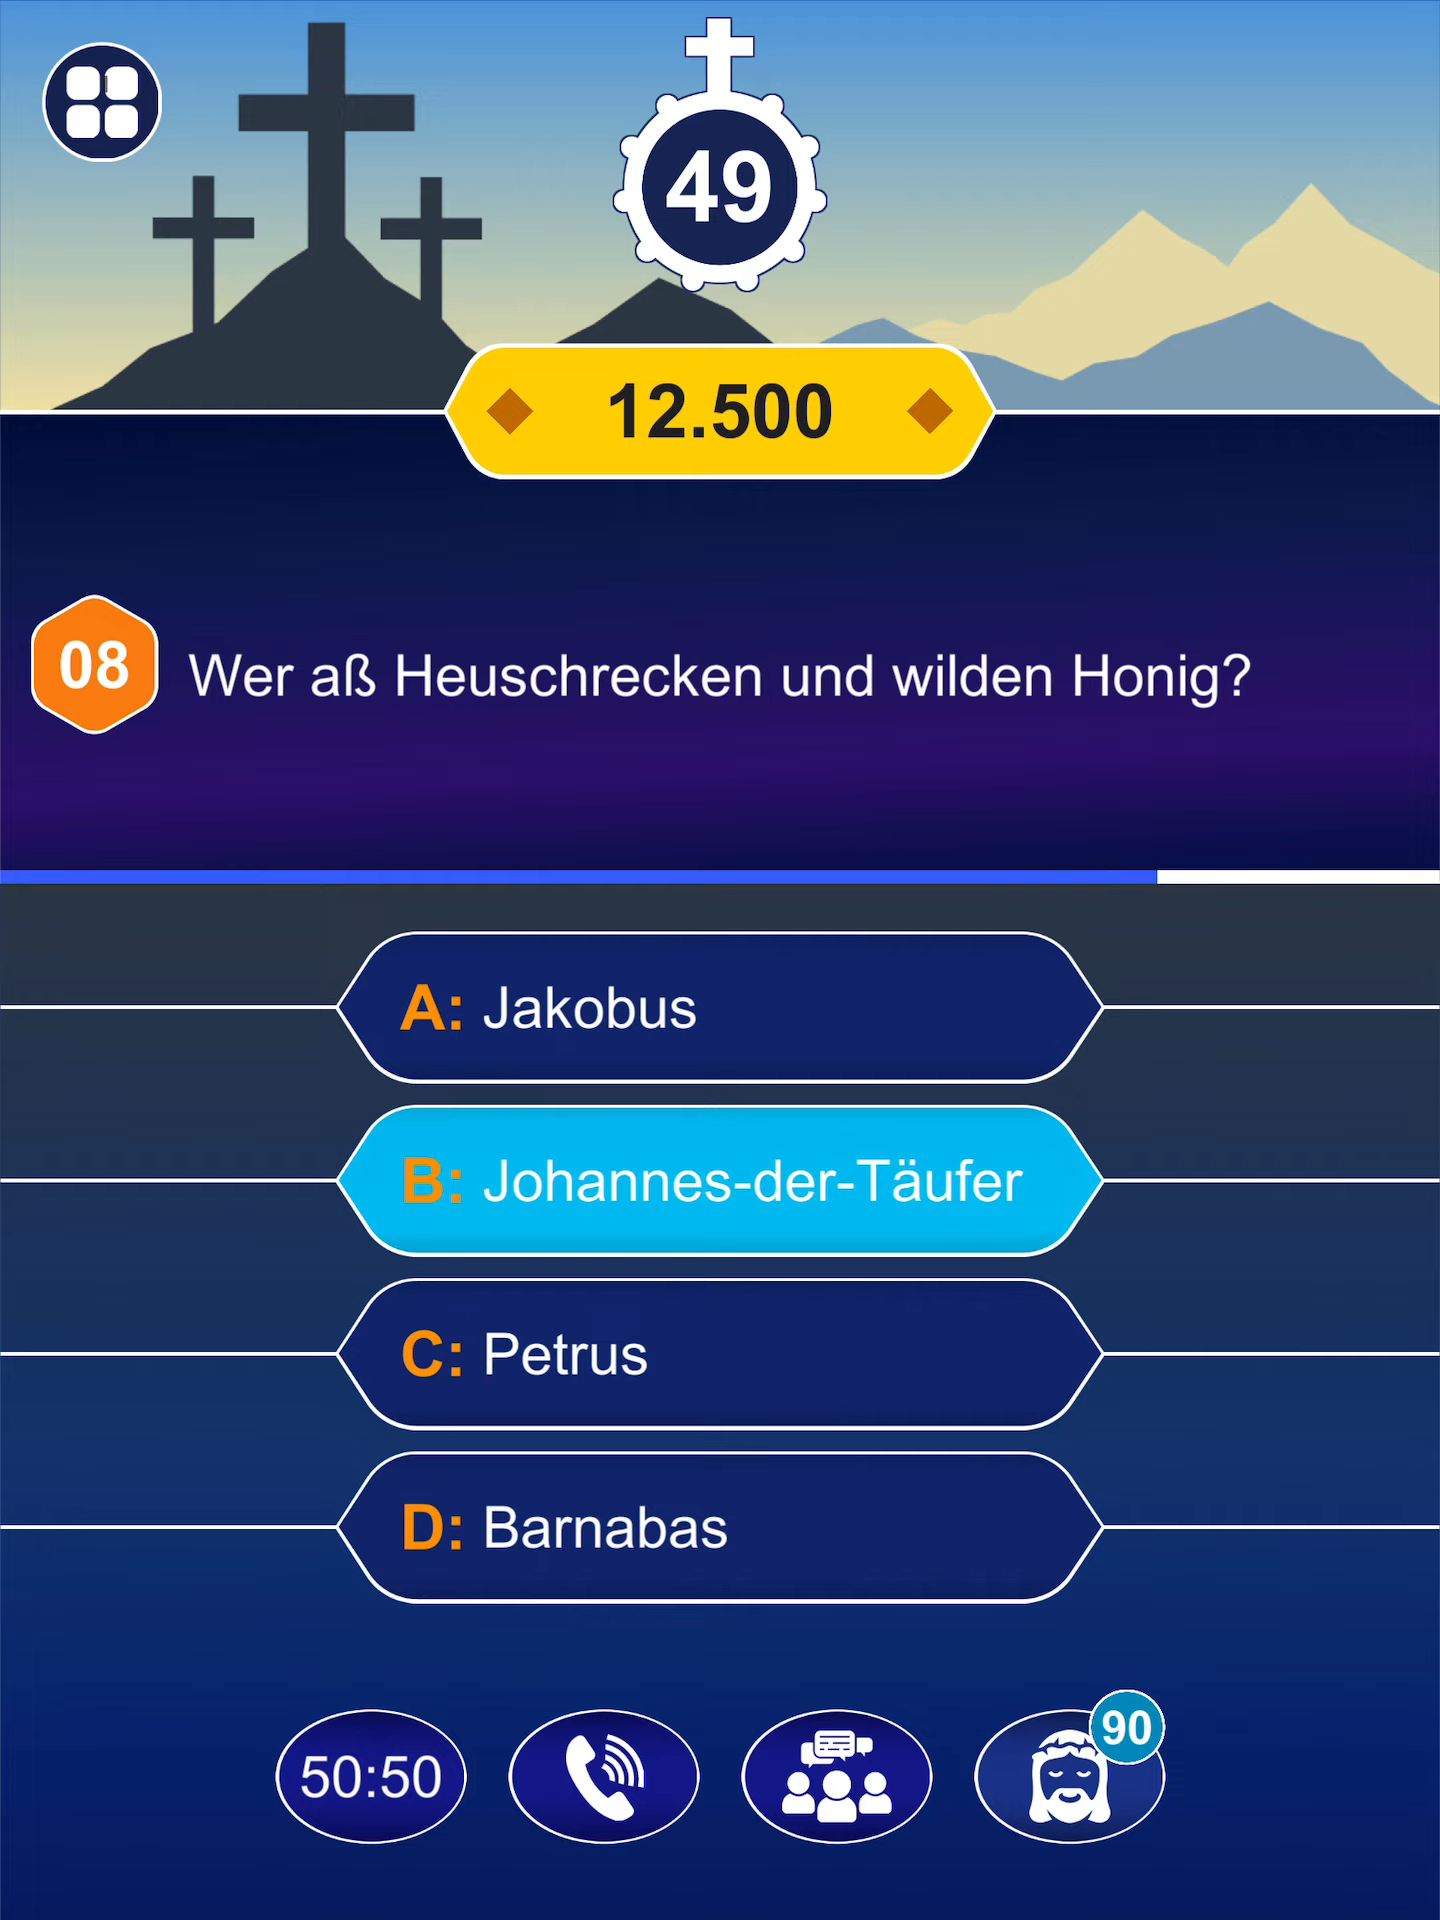 49
12.500
08
Wer aß Heuschrecken und wilden Honig?
A: Jakobus
B: Johannes-der-Täufer
C: Petrus
D: Barnabas
50:50
90